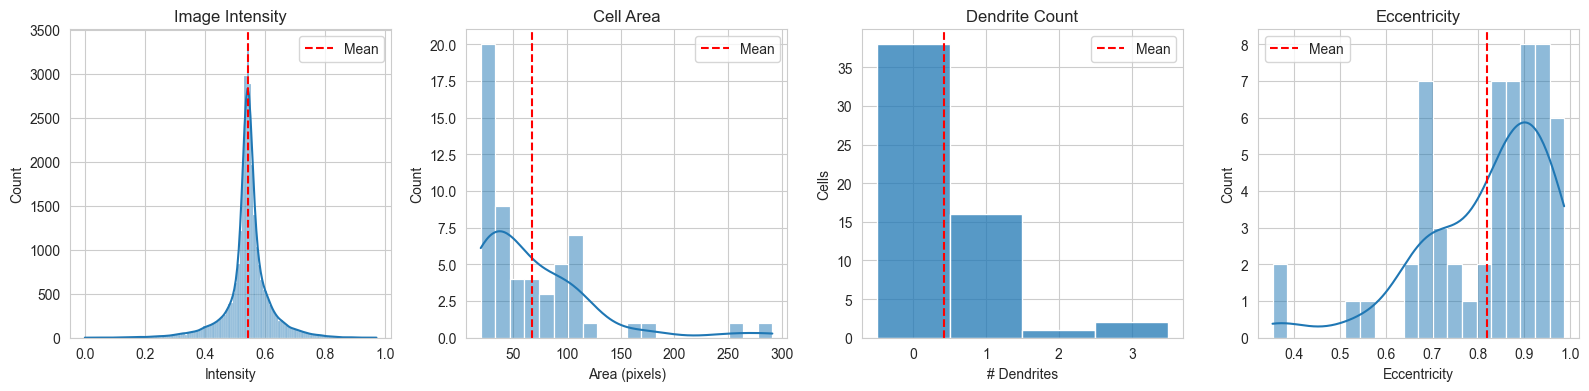 Image Intensity
Mean
3500
3000
2500
2000
1500
1000
500
0
Count
0.0 0.2 0.4 0.6 0.8 1.0
Intensity
Cell Area
Mean
20.0
17.5
15.0
12.5
10.0
7.5
5.0
2.5
0.0
Count
50 100 150 200 250 300
Area (pixels)
Dendrite Count
Mean
35
30
25
20
15
10
5
0
Cells
0 1 2 3
# Dendrites
Eccentricity
Mean
8
7
6
5
4
3
2
1
0
Count
0.4 0.5 0.6 0.7 0.8 0.9 1.0
Eccentricity